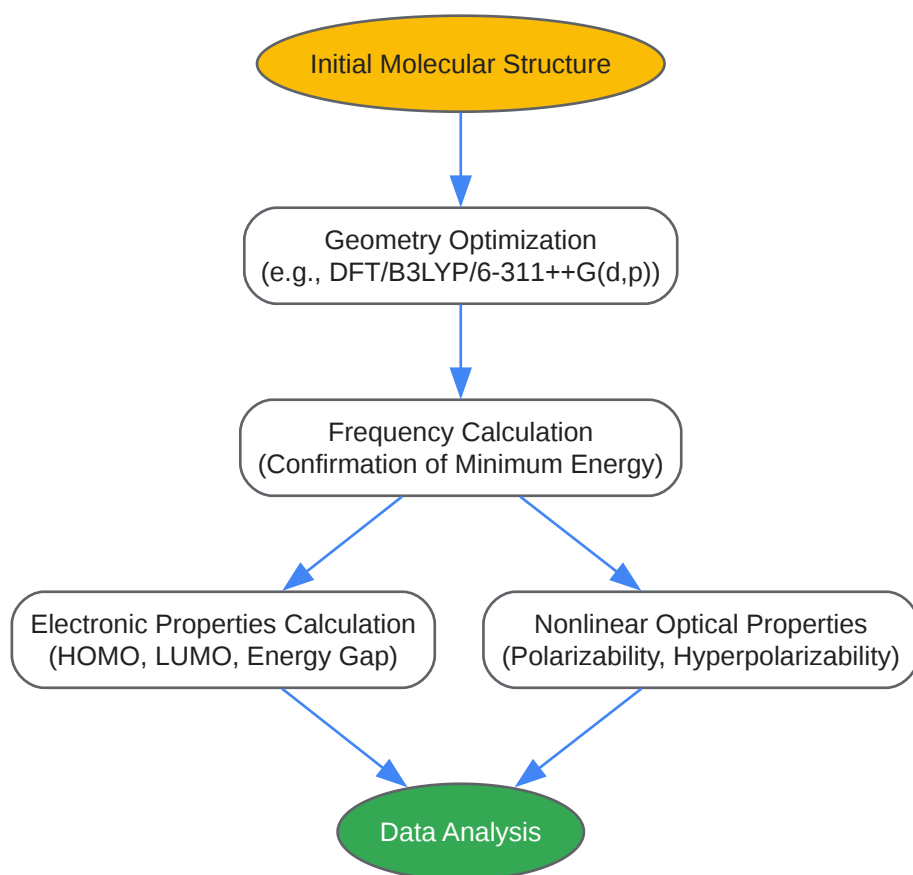 Initial Molecular Structure
Geometry Optimization
(e.g., DFT/B3LYP/6-311++G(d,p))
Frequency Calculation
(Confirmation of Minimum Energy)
Electronic Properties Calculation
(HOMO, LUMO, Energy Gap)
Nonlinear Optical Properties
(Polarizability, Hyperpolarizability)
Data Analysis